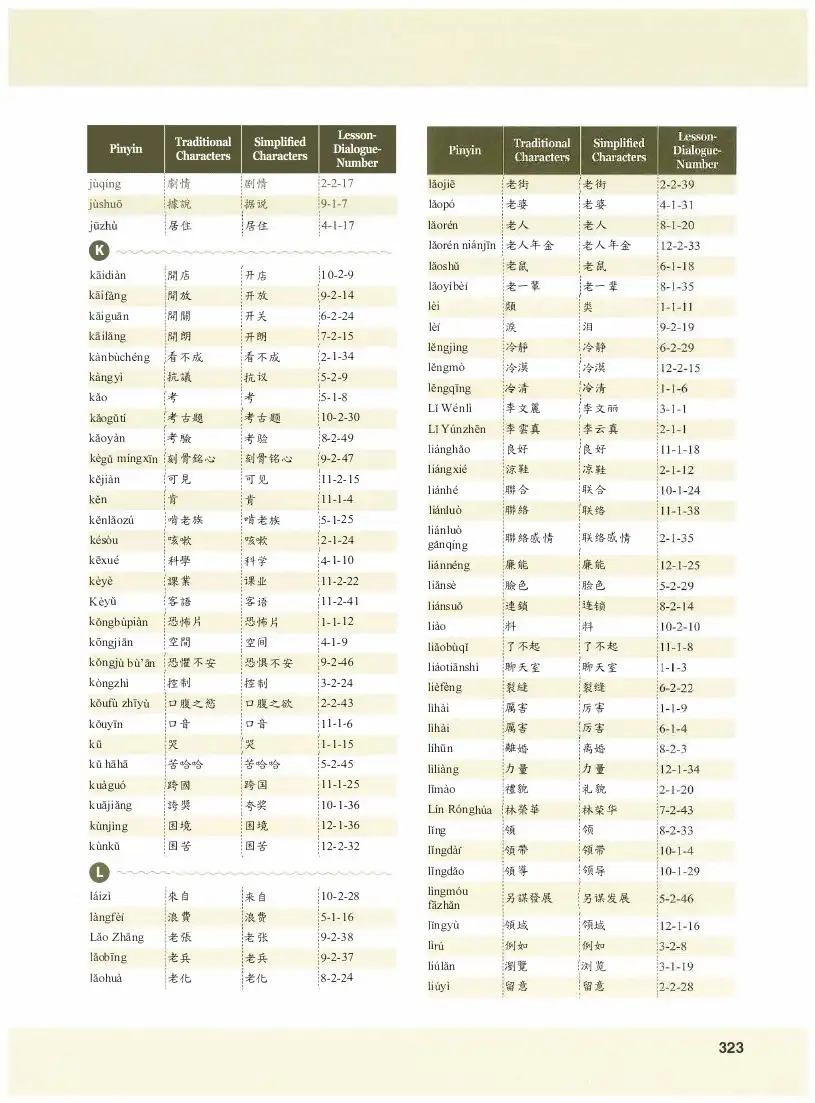 Pinyin Traditional Characters Simplified Characters Lesson-Dialogue-Number
jùqíng 劇情 剧情 2-2-17
jùshuō 據說 据说 9-1-7
jūzhù 居住 居住 4-1-17
K
kāidiàn 開店 开店 10-2-9
kāifàng 開放 开放 9-2-14
kāiguān 開關 开关 6-2-24
kāilǎng 開朗 开朗 7-2-15
kànbùchéng 看不成 看不成 2-1-34
kàngyì 抗議 抗议 5-2-9
kǎo 考 考 5-1-8
kǎogǔtí 考古題 考古题 10-2-30
kǎoyàn 考驗 考验 8-2-49
kègǔ míngxīn 刻骨銘心 刻骨铭心 9-2-47
kějiàn 可見 可见 11-2-15
kěn 肯 肯 11-1-4
kěnlǎozú 啃老族 啃老族 5-1-25
késòu 咳嗽 咳嗽 2-1-24
kēxué 科學 科学 4-1-10
kèyè 課業 课业 11-2-22
Kèyǔ 客語 客语 11-2-41
kǒngbùpiàn 恐怖片 恐怖片 1-1-12
kōngjiān 空間 空间 4-1-9
kǒngjù bù'ān 恐懼不安 恐惧不安 9-2-46
kòngzhì 控制 控制 3-2-24
kǒufù zhīyù 口腹之慾 口腹之欲 2-2-43
kǒuyīn 口音 口音 11-1-6
kū 哭 哭 1-1-15
kǔ hāhā 苦哈哈 苦哈哈 5-2-45
kuàguó 跨國 跨国 11-1-25
kuājiǎng 誇獎 夸奖 10-1-36
kùnjìng 困境 困境 12-1-36
kùnkǔ 困苦 困苦 12-2-32
L
láizì 來自 来自 10-2-28
làngfèi 浪費 浪费 5-1-16
Lǎo Zhāng 老張 老张 9-2-38
lǎobīng 老兵 老兵 9-2-37
lǎohuà 老化 老化 8-2-24
Pinyin Traditional Characters Simplified Characters Lesson-Dialogue-Number
lǎojiē 老街 老街 2-2-39
lǎopó 老婆 老婆 4-1-31
lǎorén 老人 老人 8-1-20
lǎorén niánjīn 老人年金 老人年金 12-2-33
lǎoshǔ 老鼠 老鼠 6-1-18
lǎoyíbèi 老一輩 老一辈 8-1-35
lèi 類 类 1-1-11
lèi 淚 泪 9-2-19
lěngjìng 冷靜 冷静 6-2-29
lěngmò 冷漠 冷漠 12-2-15
lěngqīng 冷清 冷清 1-1-6
Lǐ Wénlì 李文麗 李文丽 3-1-1
Lǐ Yúnzhēn 李雲真 李云真 2-1-1
liánghǎo 良好 良好 11-1-18
liángxié 涼鞋 凉鞋 2-1-12
liánhé 聯合 联合 10-1-24
liánluò 聯絡 联络 11-1-38
liánluò gǎnqíng 聯絡感情 联络感情 2-1-35
liánnéng 廉能 廉能 12-1-25
liǎnsè 臉色 脸色 5-2-29
liánsuǒ 連鎖 连锁 8-2-14
liào 料 料 10-2-10
liǎobùqǐ 了不起 了不起 11-1-8
liáotiānshì 聊天室 聊天室 1-1-3
lièfèng 裂縫 裂缝 6-2-22
lìhài 厲害 厉害 1-1-9
lìhài 厲害 厉害 6-1-4
líhūn 離婚 离婚 8-2-3
lìliàng 力量 力量 12-1-34
lǐmào 禮貌 礼貌 2-1-20
Lín Rónghúa 林榮華 林荣华 7-2-43
lǐng 領 领 8-2-33
lǐngdài 領帶 领带 10-1-4
lǐngdǎo 領導 领导 10-1-29
lìngmóu fāzhǎn 另謀發展 另谋发展 5-2-46
lǐngyù 領域 领域 12-1-16
lìrú 例如 例如 3-2-8
liúlǎn 瀏覽 浏览 3-1-19
liúyì 留意 留意 2-2-28
323